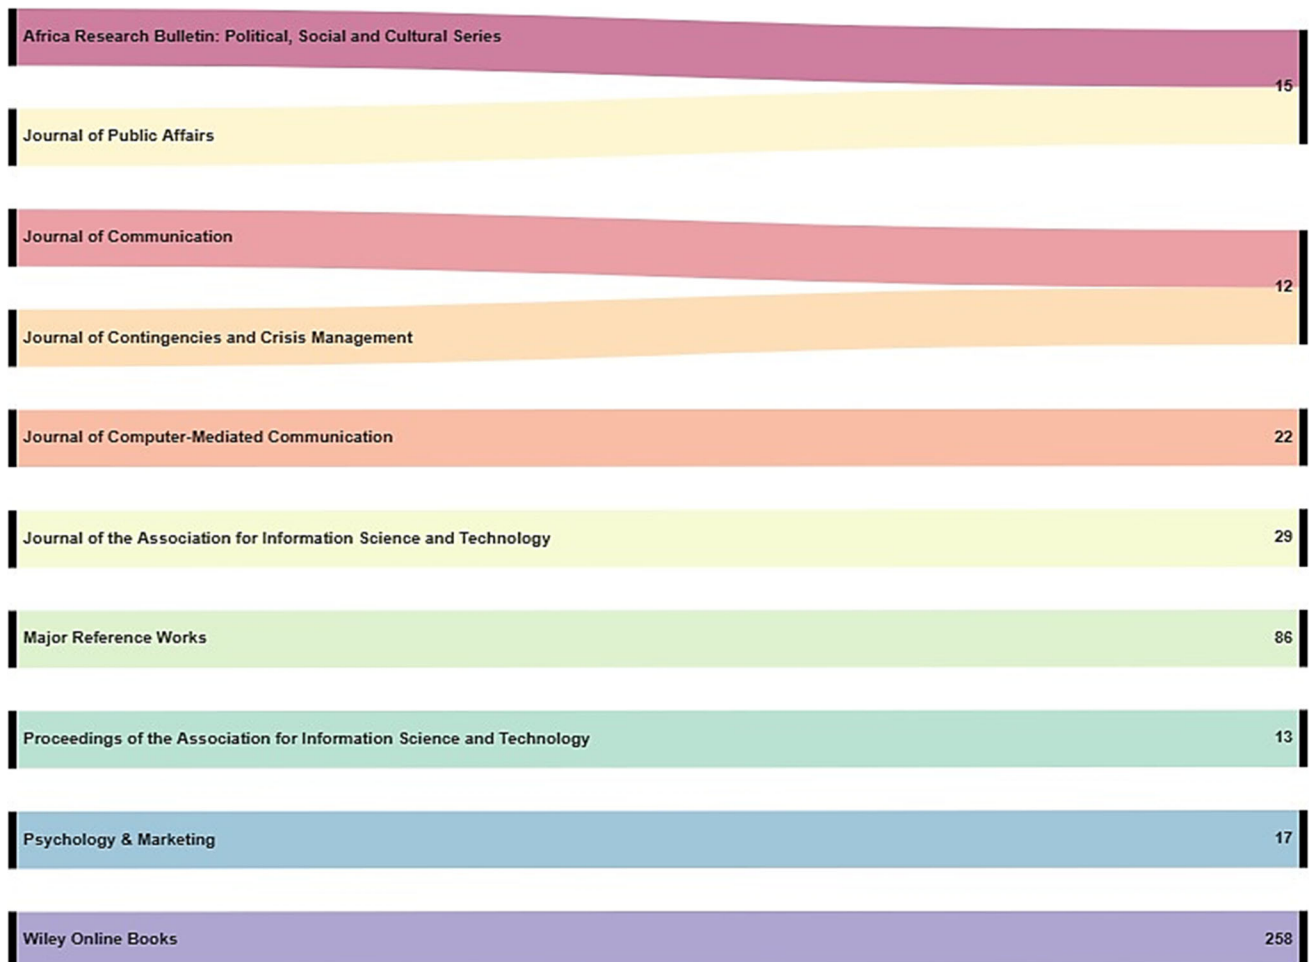 Africa Research Bulletin: Political, Social and Cultural Series
15
Journal of Public Affairs
Journal of Communication
12
Journal of Contingencies and Crisis Management
Journal of Computer-Mediated Communication 22
Journal of the Association for Information Science and Technology 29
Major Reference Works 86
Proceedings of the Association for Information Science and Technology 13
Psychology & Marketing 17
Wiley Online Books 258